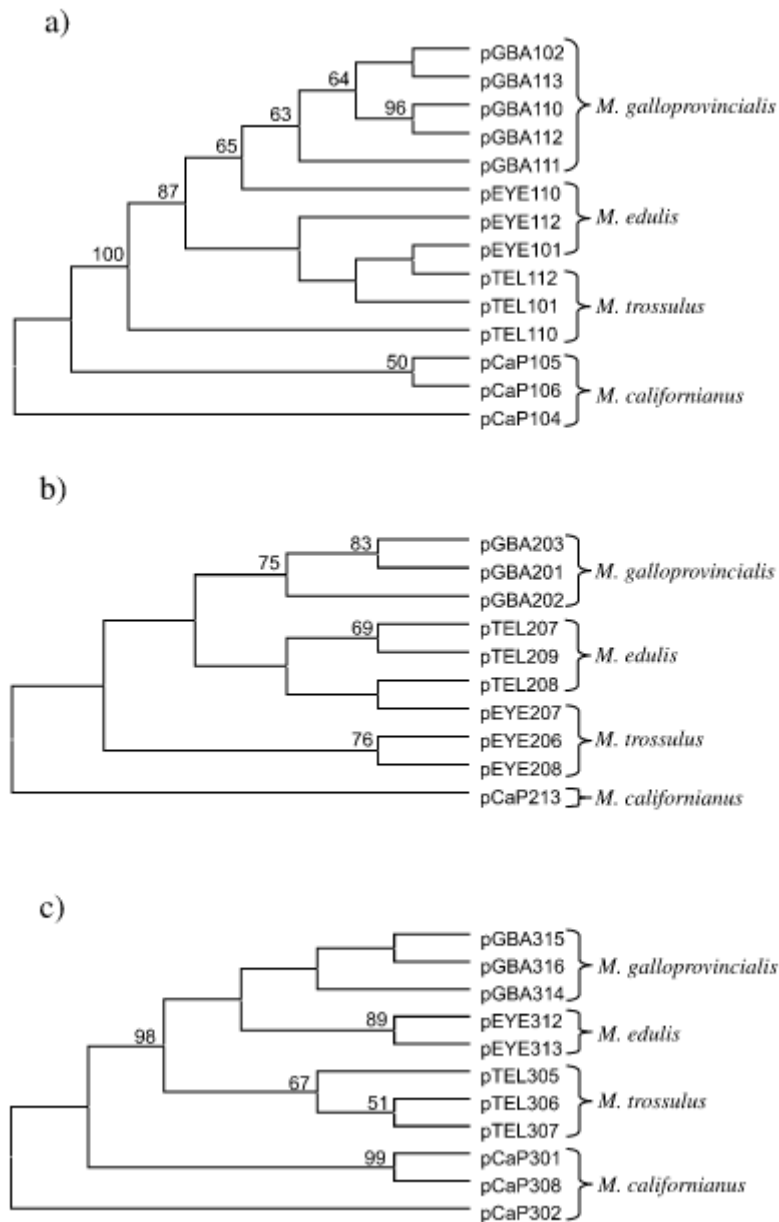 a)
pGBA102
pGBA113
64
pGBA110
96
pGBA112
63
pGBA111
M. galloprovincialis
65
pEYE110
87
pEYE112
pEYE101
M. edulis
100
pTEL112
pTEL101
pTEL110
M. trossulus
pCaP105
50
pCaP106
pCaP104
M. californianus
b)
pGBA203
83
pGBA201
75
pGBA202
M. galloprovincialis
pTEL207
69
pTEL209
pTEL208
M. edulis
pEYE207
pEYE206
76
pEYE208
M. trossulus
pCaP213
M. californianus
c)
pGBA315
pGBA316
pGBA314
M. galloprovincialis
pEYE312
89
pEYE313
M. edulis
98
pTEL305
67
pTEL306
51
pTEL307
M. trossulus
pCaP301
99
pCaP308
pCaP302
M. californianus